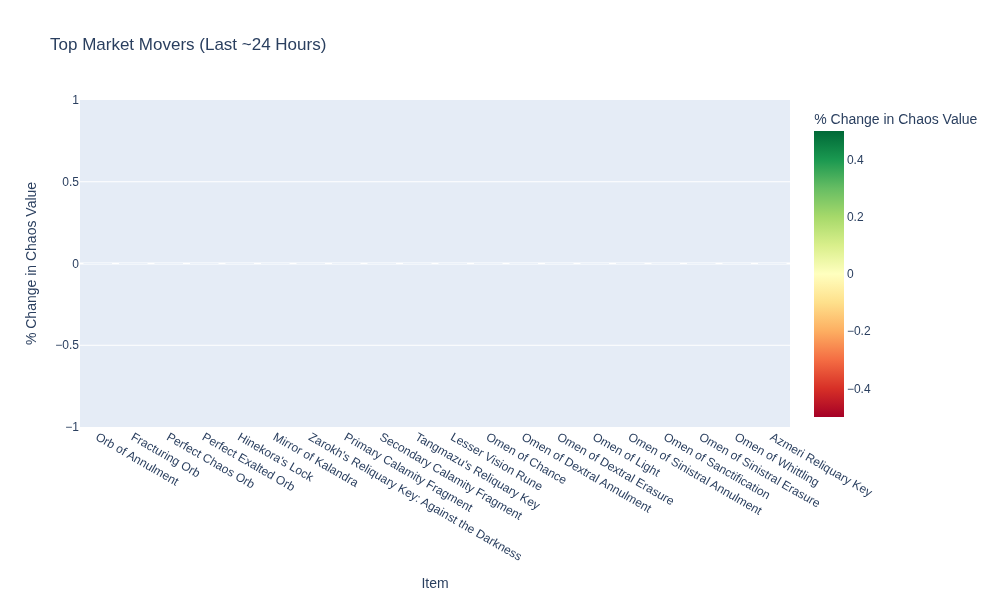 Top Market Movers (Last ~24 Hours)
% Change in Chaos Value
1
0.5
0
−0.5
−1
% Change in Chaos Value
0.4
0.2
0
−0.2
−0.4
Orb of Annulment
Fracturing Orb
Perfect Chaos Orb
Perfect Exalted Orb
Hinekora's Lock
Mirror of Kalandra
Zarokh's Reliquary Key: Against the Darkness
Primary Calamity Fragment
Secondary Calamity Fragment
Tangmazu's Reliquary Key
Lesser Vision Rune
Omen of Chance
Omen of Dextral Annulment
Omen of Dextral Erasure
Omen of Light
Omen of Sinistral Annulment
Omen of Sanctification
Omen of Sinistral Erasure
Omen of Whittling
Azmeri Reliquary Key
Item